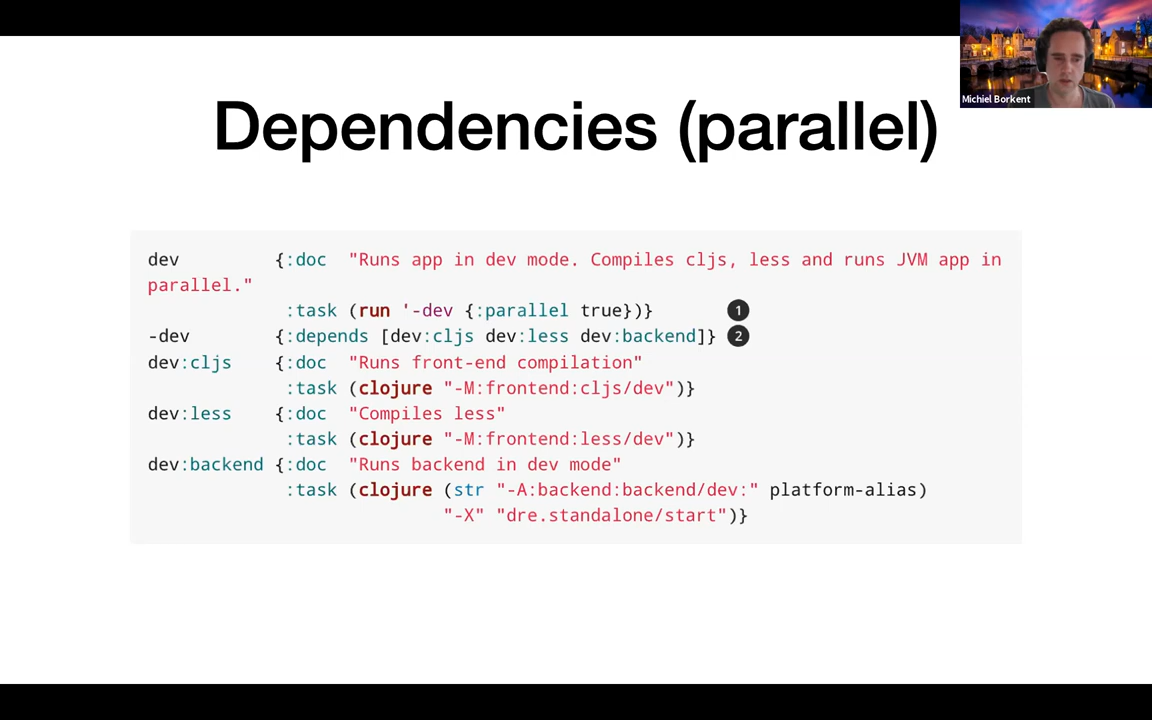 Michiel Borkent
Dependencies (parallel)
dev {:doc "Runs app in dev mode. Compiles cljs, less and runs JVM app in
parallel."
:task (run '-dev {:parallel true})} 1
-dev {:depends [dev:cljs dev:less dev:backend]} 2
dev:cljs {:doc "Runs front-end compilation"
:task (clojure "-M:frontend:cljs/dev")}
dev:less {:doc "Compiles less"
:task (clojure "-M:frontend:less/dev")}
dev:backend {:doc "Runs backend in dev mode"
:task (clojure (str "-A:backend:backend/dev:" platform-alias)
"-X" "dre.standalone/start")}